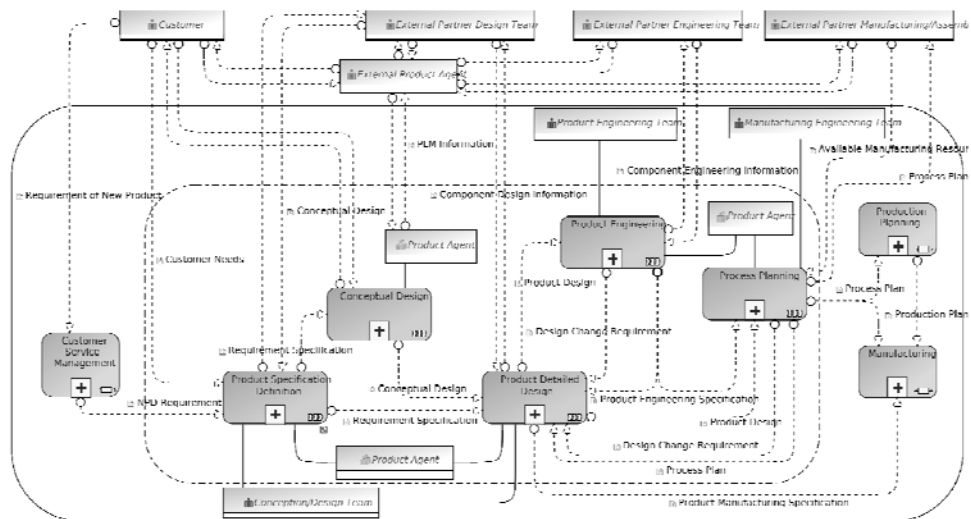 Customer
External Partner Design Team
External Partner Engineering Team
External Partner Manufacturing/Assemb
External Product Agent
Product Engineering Team
Manufacturing Engineering Team
PLM Information
Available Manufacturing Resour
Component Engineering Information
Process Plan
Requirement of New Product
Component Design Information
Conceptual Design
Product Agent
Product Engineering
Production
Planning
Product Agent
Customer Needs
Process Planning
Product Design
Process Plan
Conceptual Design
Production Plan
Design Change Requirement
Customer
Service
Management
Requirement Specification
Manufacturing
Product Specification
Definition
Conceptual Design
Product Detailed
Design
NPD Requirement
Product Engineering Specification
Requirement Specification
Product Design
Design Change Requirement
Product Agent
Process Plan
Conception/Design Team
Product Manufacturing Specification